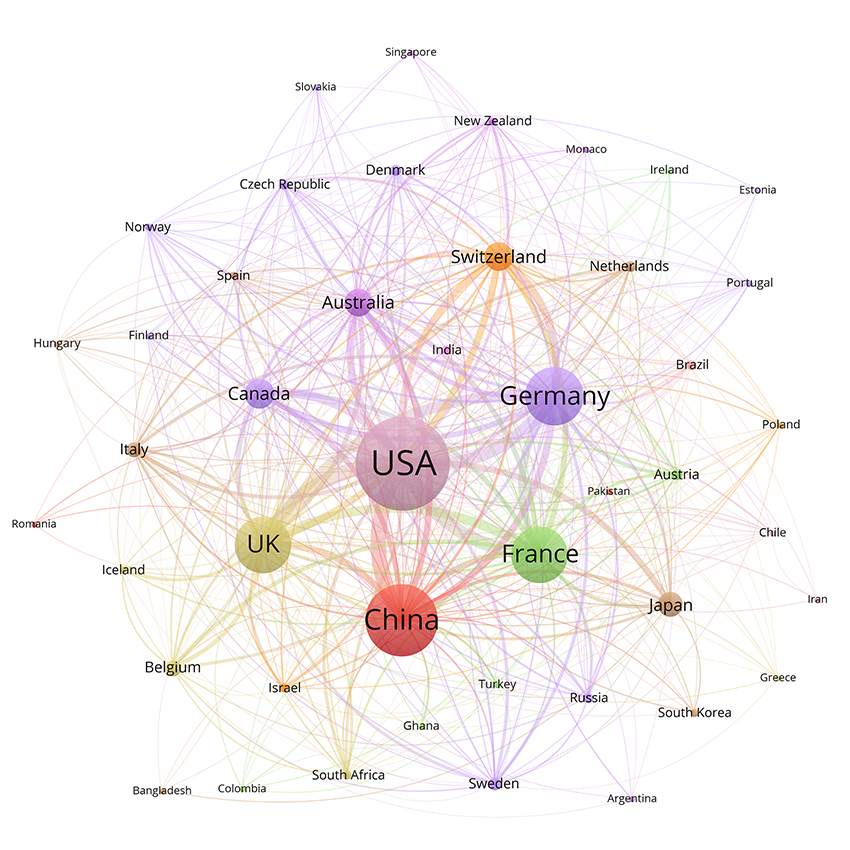 Singapore
Slovakia
New Zealand
Monaco
Denmark
Ireland
Czech Republic
Estonia
Norway
Switzerland
Netherlands
Spain
Portugal
Australia
Finland
Hungary
India
Brazil
Canada
Germany
Poland
Italy
USA
Austria
Pakistan
Romania
Chile
UK
France
Iceland
Iran
Japan
China
Belgium
Greece
Turkey
Israel
Russia
South Korea
Ghana
South Africa
Sweden
Colombia
Bangladesh
Argentina